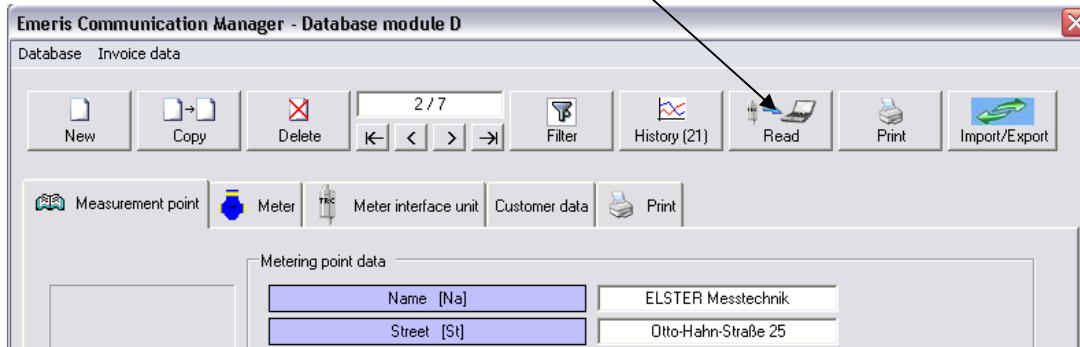 Emeris Communication Manager - Database module D
Database Invoice data
2 / 7
New Copy Delete Filter History (21) Read Print Import/Export
Measurement point Meter TRC Meter interface unit Customer data Print
Metering point data
Name [Na] ELSTER Messtechnik
Street [St] Otto-Hahn-Straße 25